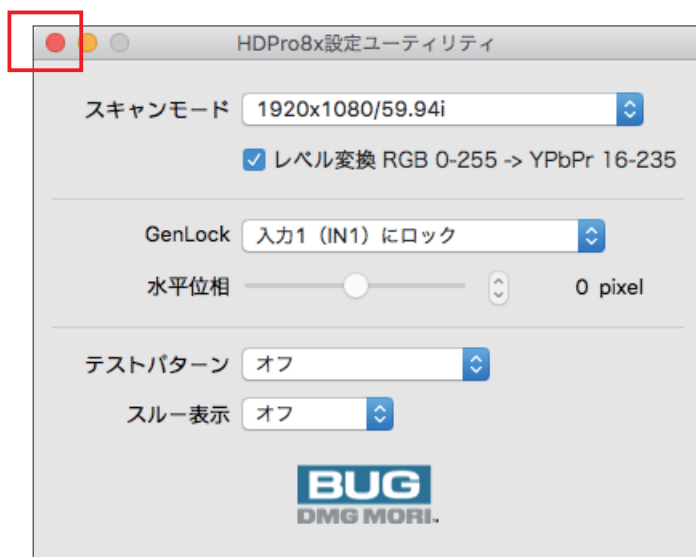 HDPro8x設定ユーティリティ
スキャンモード 1920x1080/59.94i
レベル変換 RGB 0-255 -> YPbPr 16-235
GenLock 入力1（IN1）にロック
水平位相 0 pixel
テストパターン オフ
スルー表示 オフ
BUG
DMG MORI™